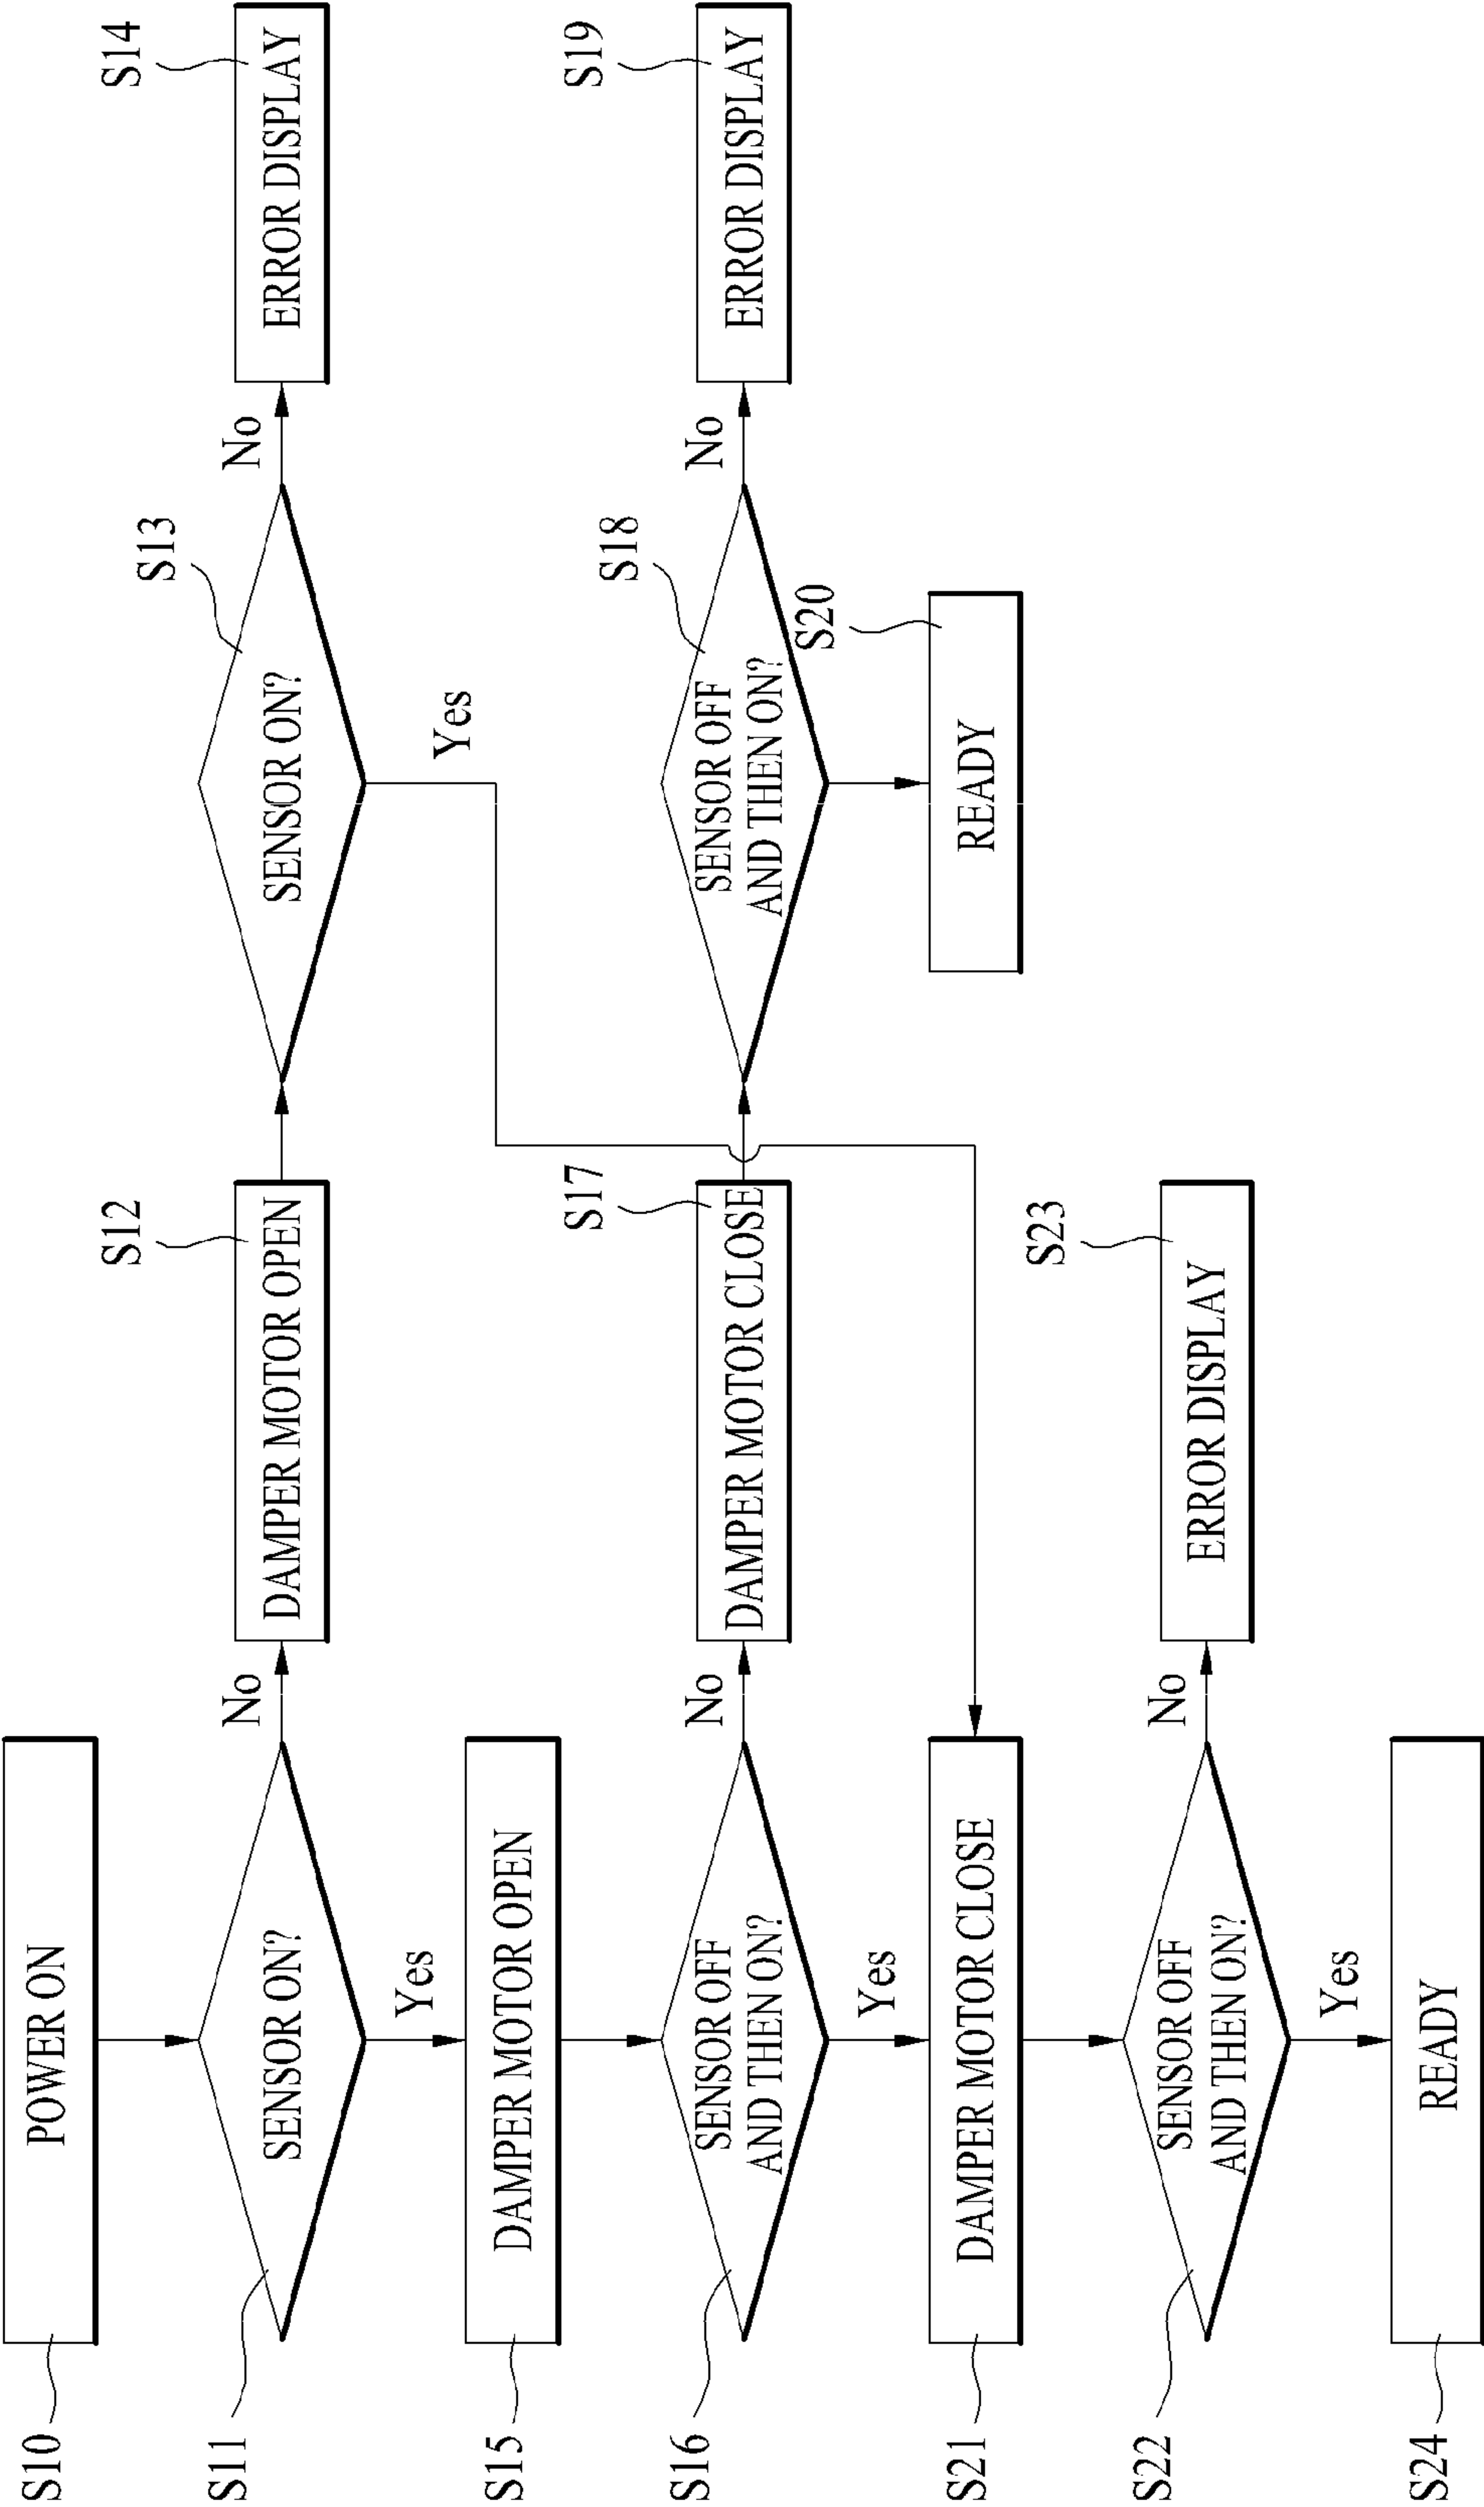 S10
POWER ON
S11
SENSOR ON?
No
Yes
S12
DAMPER MOTOR OPEN
S13
SENSOR ON?
No
Yes
S14
ERROR DISPLAY
S15
DAMPER MOTOR OPEN
S16
SENSOR OFF
AND THEN ON?
No
Yes
S17
DAMPER MOTOR CLOSE
S18
SENSOR OFF
AND THEN ON?
No
S19
ERROR DISPLAY
S20
READY
S21
DAMPER MOTOR CLOSE
S22
SENSOR OFF
AND THEN ON?
No
Yes
S23
ERROR DISPLAY
S24
READY